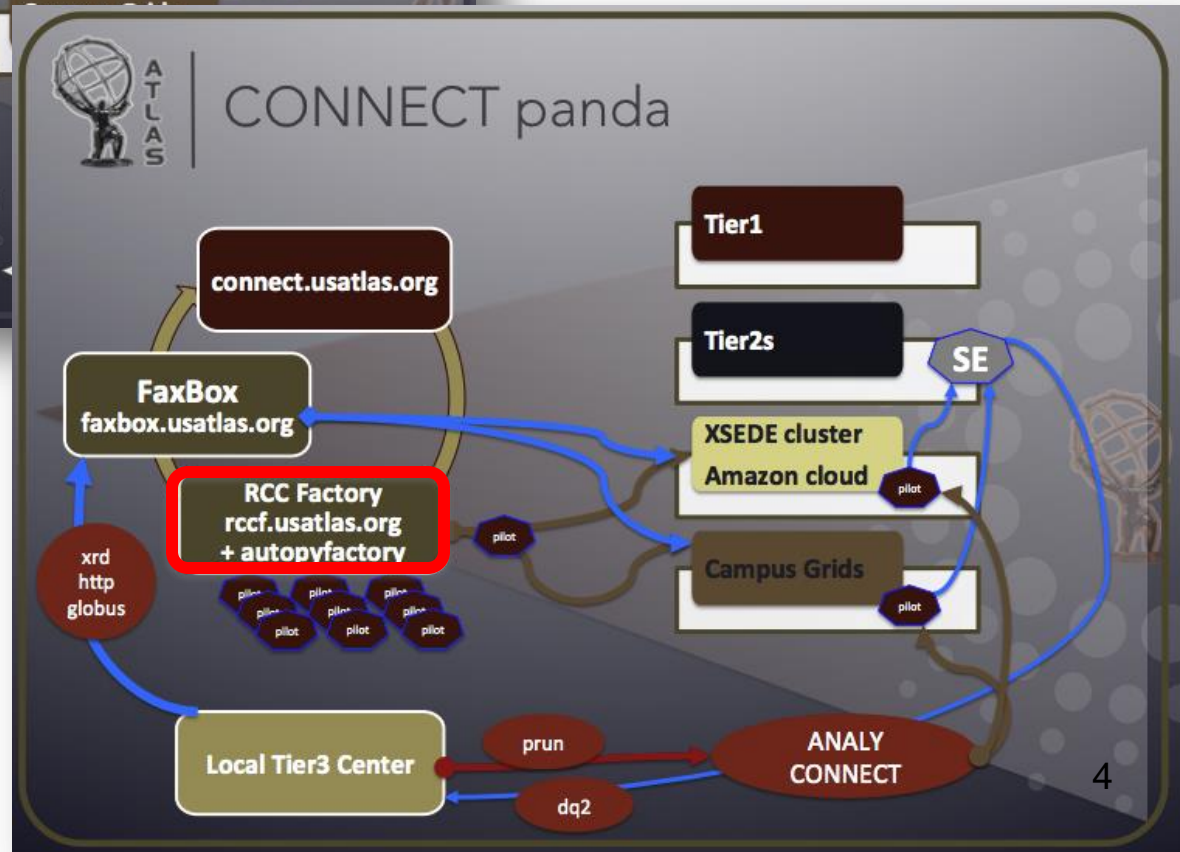 ATLAS
CONNECT panda
connect.usatlas.org
FaxBox
faxbox.usatlas.org
RCC Factory
rccf.usatlas.org
+ autopyfactory
pilot
pilot
pilot
pilot
pilot
pilot
pilot
pilot
pilot
pilot
xrd
http
globus
Tier1
Tier2s
SE
XSEDE cluster
Amazon cloud
pilot
Campus Grids
pilot
Local Tier3 Center
prun
dq2
ANALY
CONNECT
4